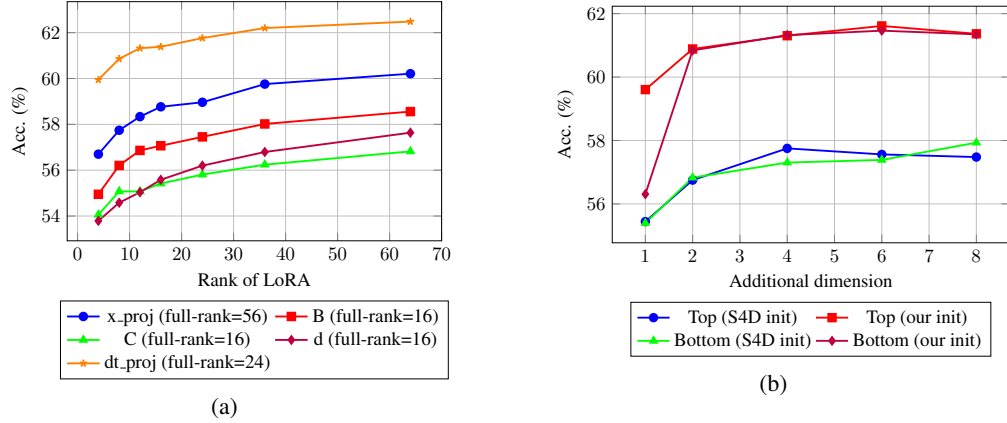 62
60
58
56
54
Acc. (%)
0 10 20 30 40 50 60 70
Rank of LoRA
x_proj (full-rank=56) B (full-rank=16)
C (full-rank=16) d (full-rank=16)
dt_proj (full-rank=24)
(a)
62
60
58
56
Acc. (%)
1 2 3 4 5 6 7 8
Additional dimension
Top (S4D init) Top (our init)
Bottom (S4D init) Bottom (our init)
(b)